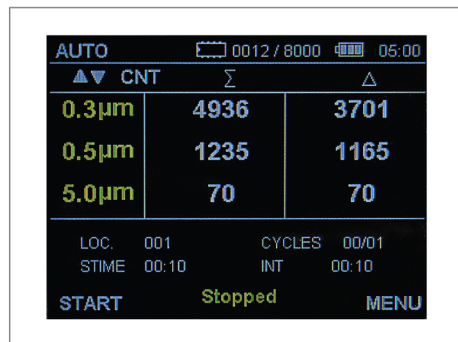 AUTO 0012 / 8000 05:00
CNT Σ Δ
0.3µm 4936 3701
0.5µm 1235 1165
5.0µm 70 70
LOC. 001 CYCLES 00/01
STIME 00:10 INT 00:10
START Stopped MENU